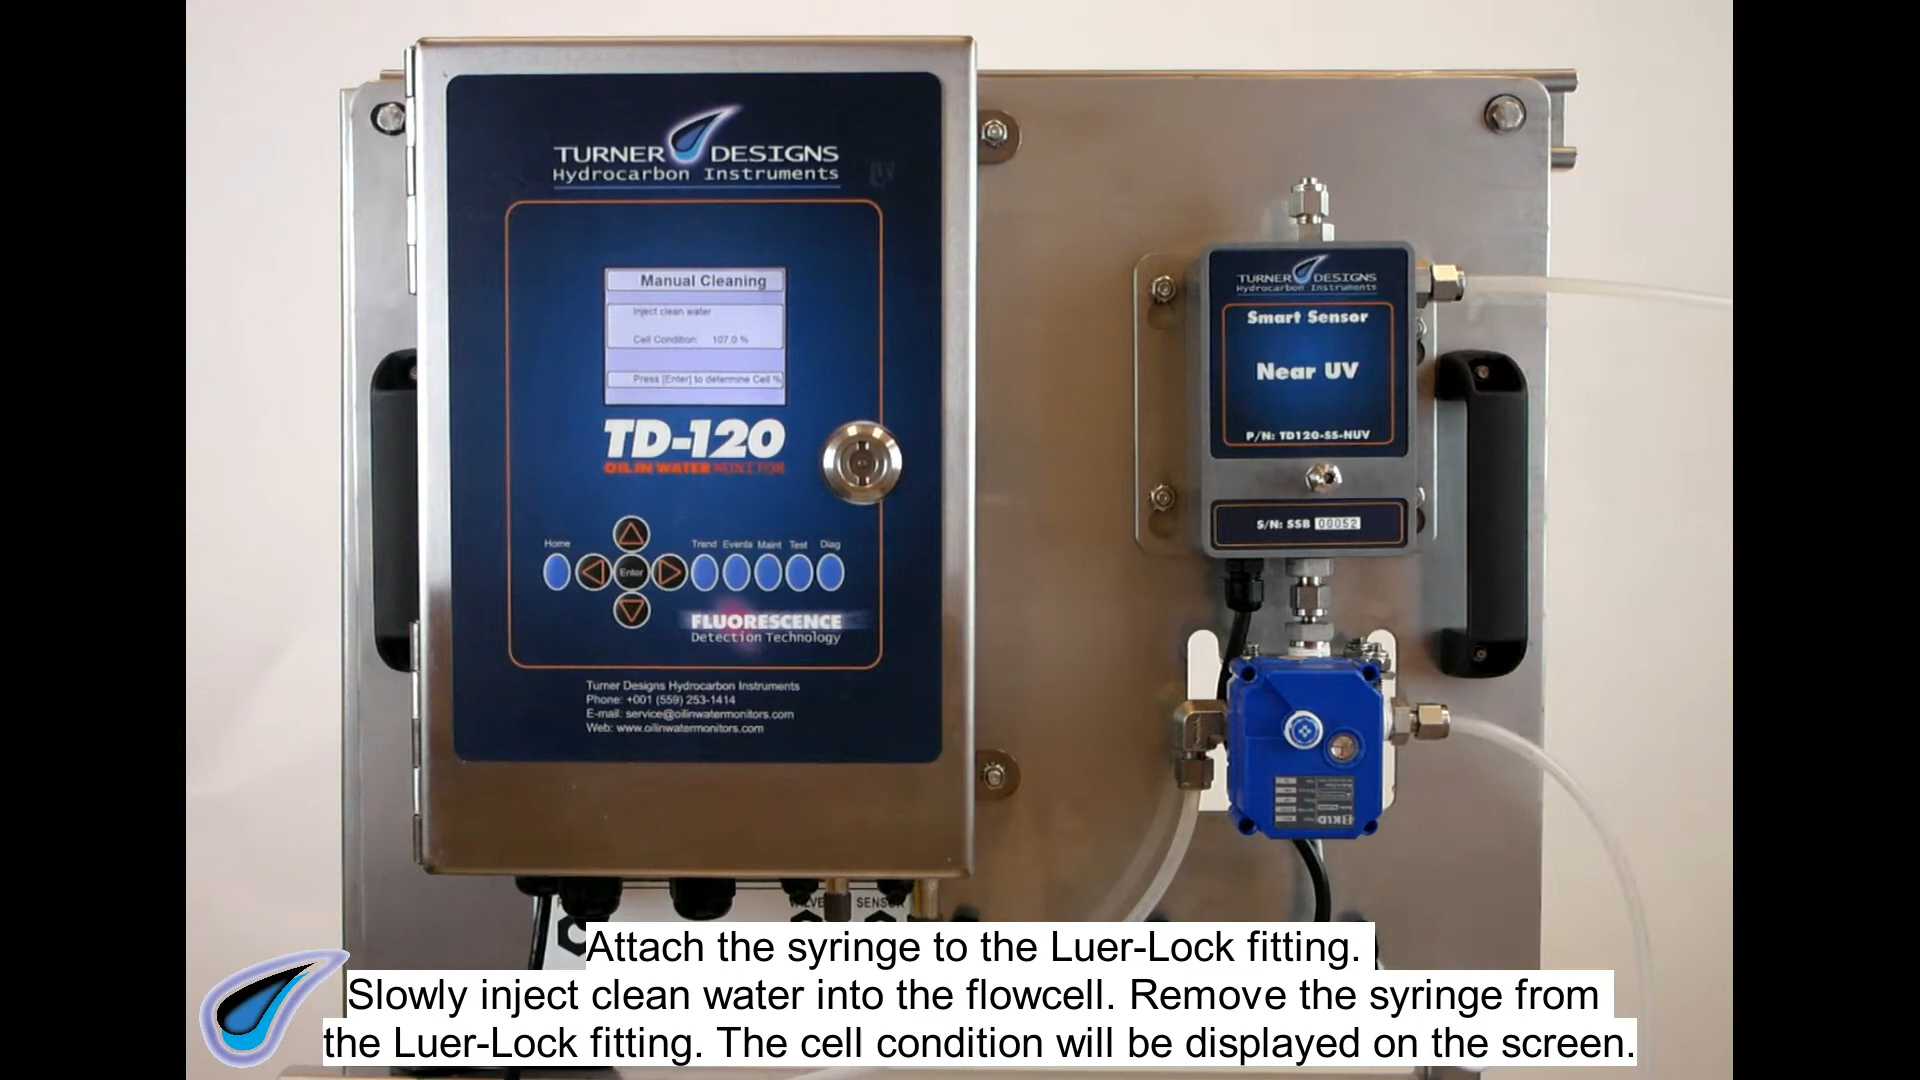 TURNER DESIGNS
Hydrocarbon Instruments
Manual Cleaning
Inject clean water
Cell Condition: 107.0 %
Press [Enter] to determine Cell %
TD-120
OIL IN WATER MONITOR
Home
Trend Events Maint Test Diag
Enter
FLUORESCENCE
Detection Technology
Turner Designs Hydrocarbon Instruments
Phone: +001 (559) 253-1414
E-mail: service@oilinwatermonitors.com
Web: www.oilinwatermonitors.com
TURNER DESIGNS
Hydrocarbon Instruments
Smart Sensor
Near UV
P/N: TD120-SS-NUV
S/N: SSB 00052
KLD
VALVE SENSOR
Attach the syringe to the Luer-Lock fitting.
Slowly inject clean water into the flowcell. Remove the syringe from
the Luer-Lock fitting. The cell condition will be displayed on the screen.